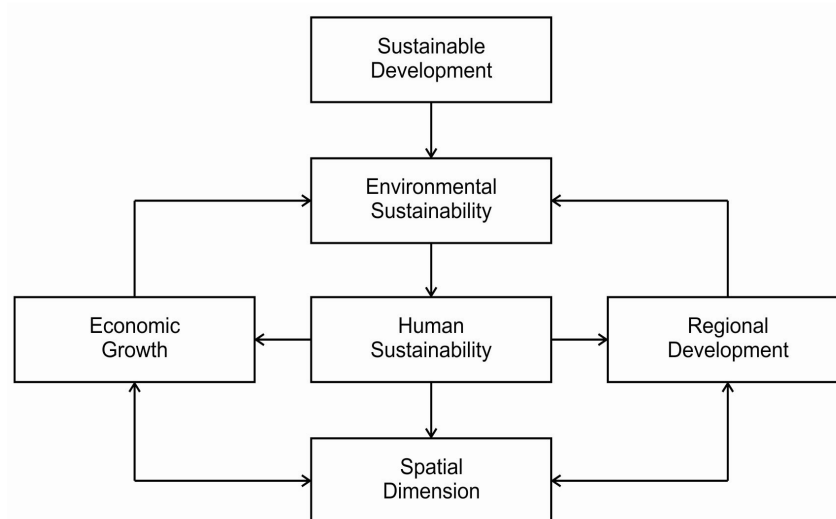 Sustainable
Development
Environmental
Sustainability
Economic
Growth
Human
Sustainability
Regional
Development
Spatial
Dimension